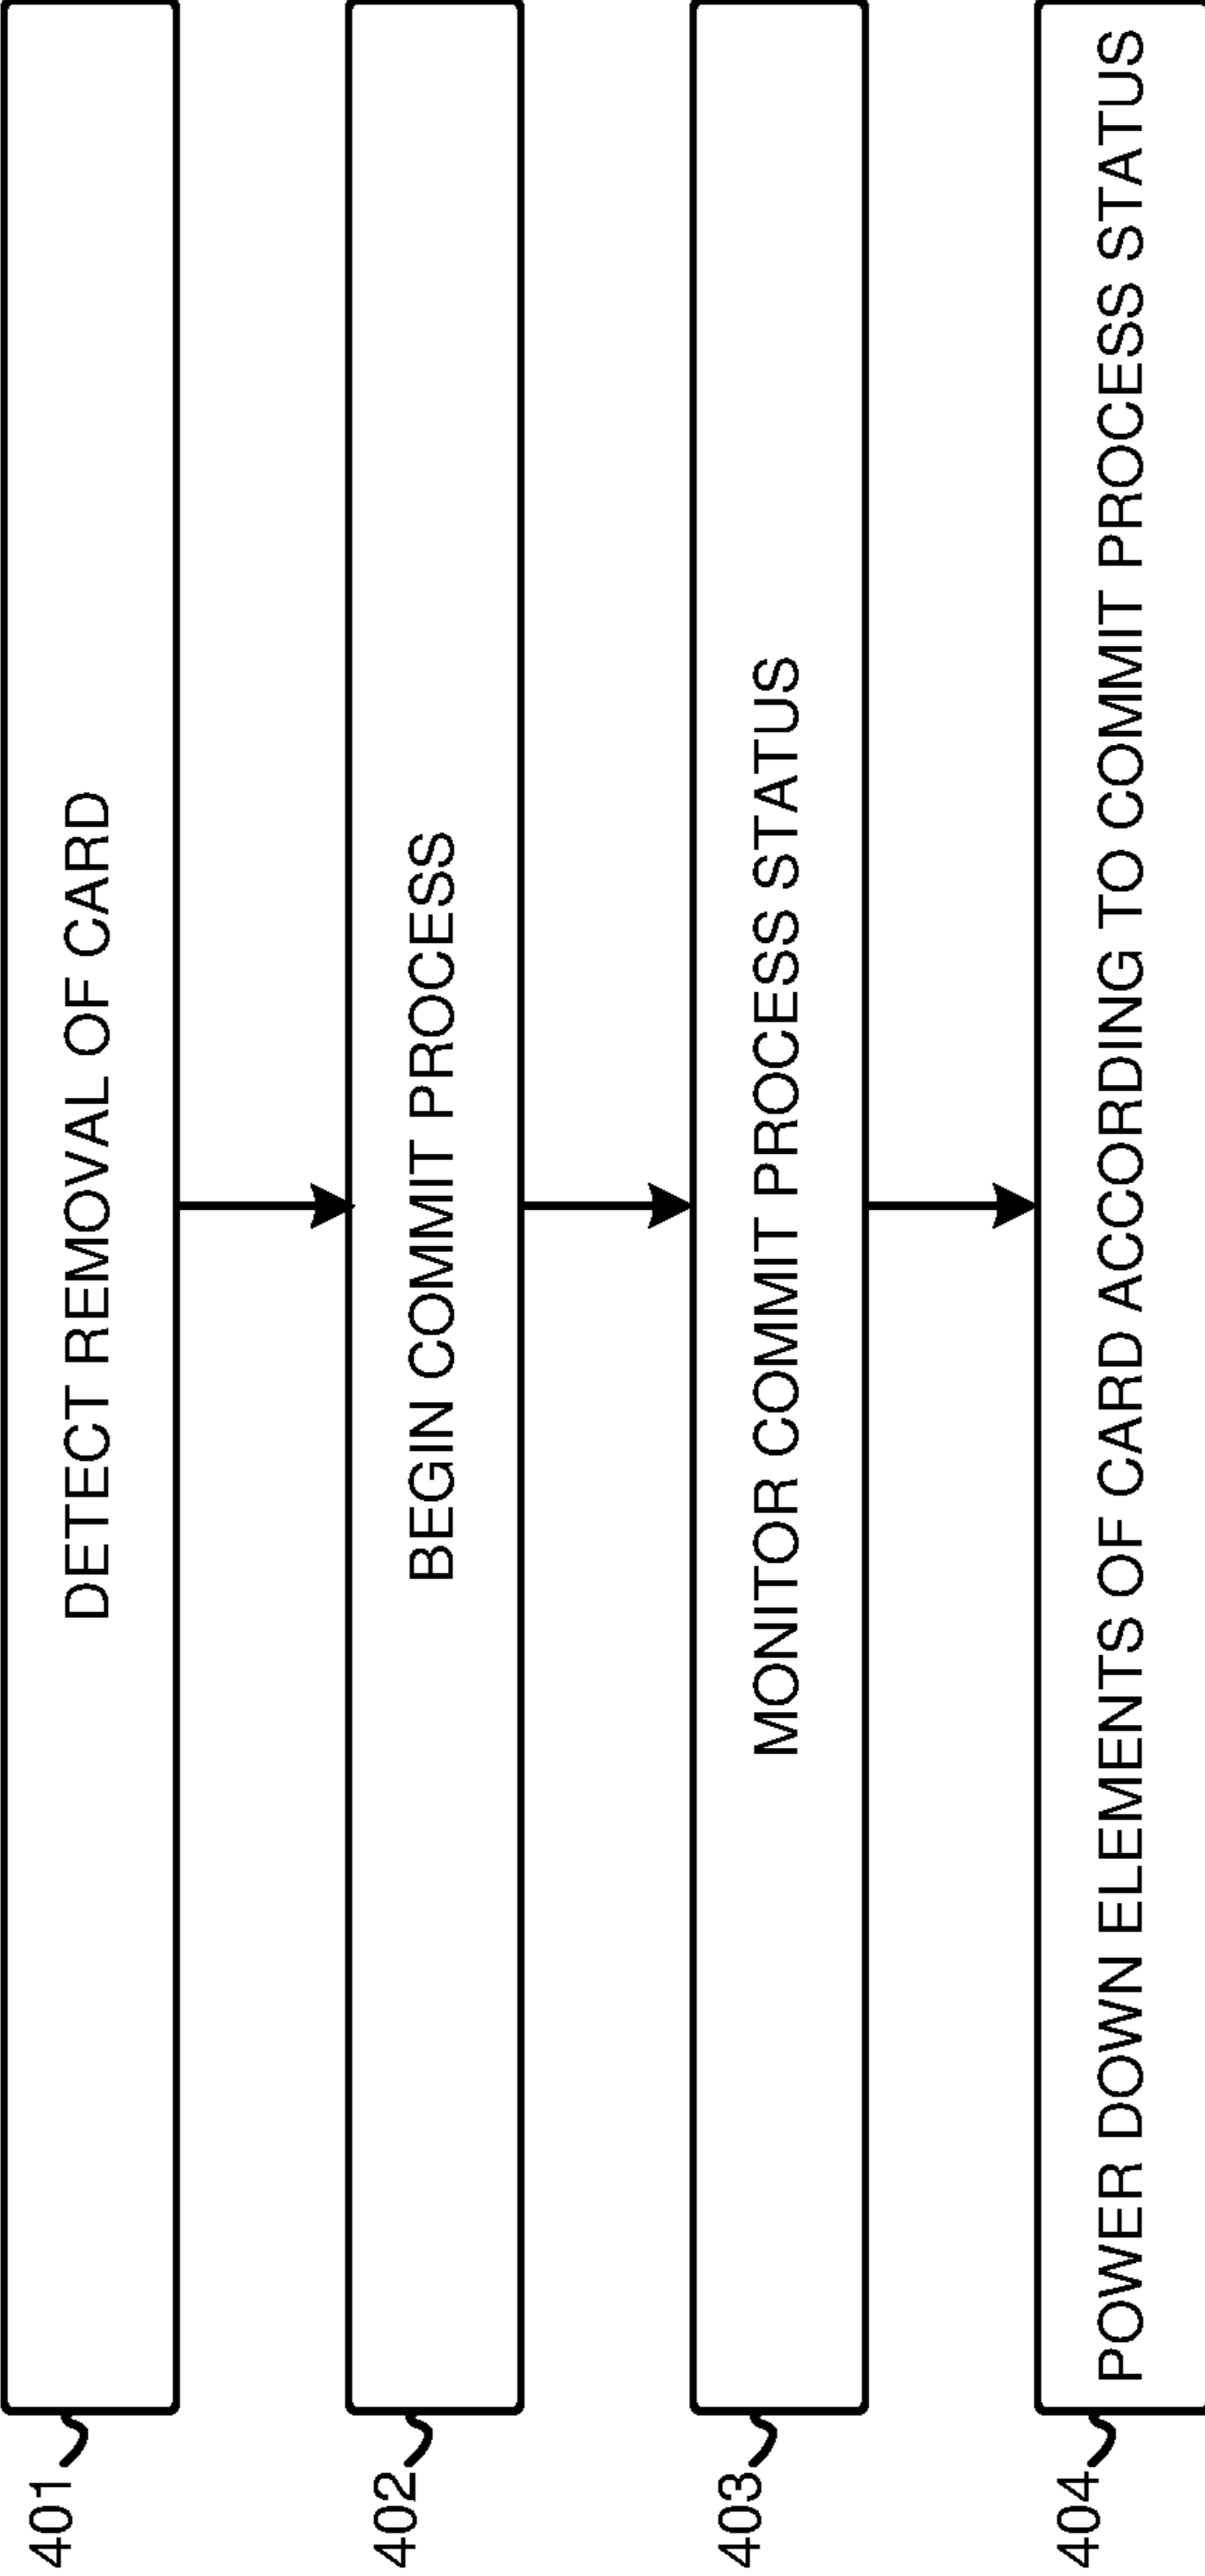 401
DETECT REMOVAL OF CARD
402
BEGIN COMMIT PROCESS
403
MONITOR COMMIT PROCESS STATUS
404
POWER DOWN ELEMENTS OF CARD ACCORDING TO COMMIT PROCESS STATUS